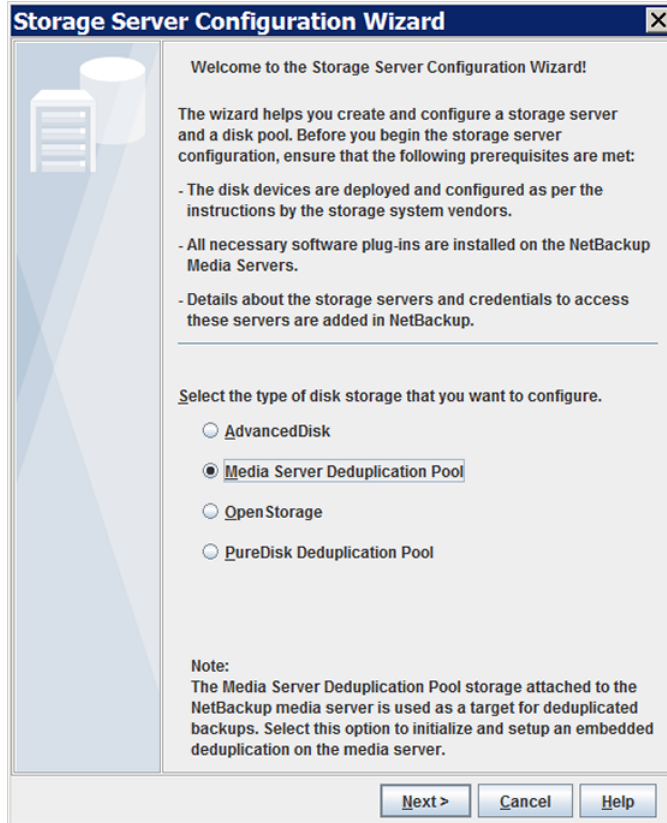 Storage Server Configuration Wizard
Welcome to the Storage Server Configuration Wizard!
The wizard helps you create and configure a storage server
and a disk pool. Before you begin the storage server
configuration, ensure that the following prerequisites are met:
- The disk devices are deployed and configured as per the
instructions by the storage system vendors.
- All necessary software plug-ins are installed on the NetBackup
Media Servers.
- Details about the storage servers and credentials to access
these servers are added in NetBackup.
Select the type of disk storage that you want to configure.
AdvancedDisk
Media Server Deduplication Pool
OpenStorage
PureDisk Deduplication Pool
Note:
The Media Server Deduplication Pool storage attached to the
NetBackup media server is used as a target for deduplicated
backups. Select this option to initialize and setup an embedded
deduplication on the media server.
Next >
Cancel
Help